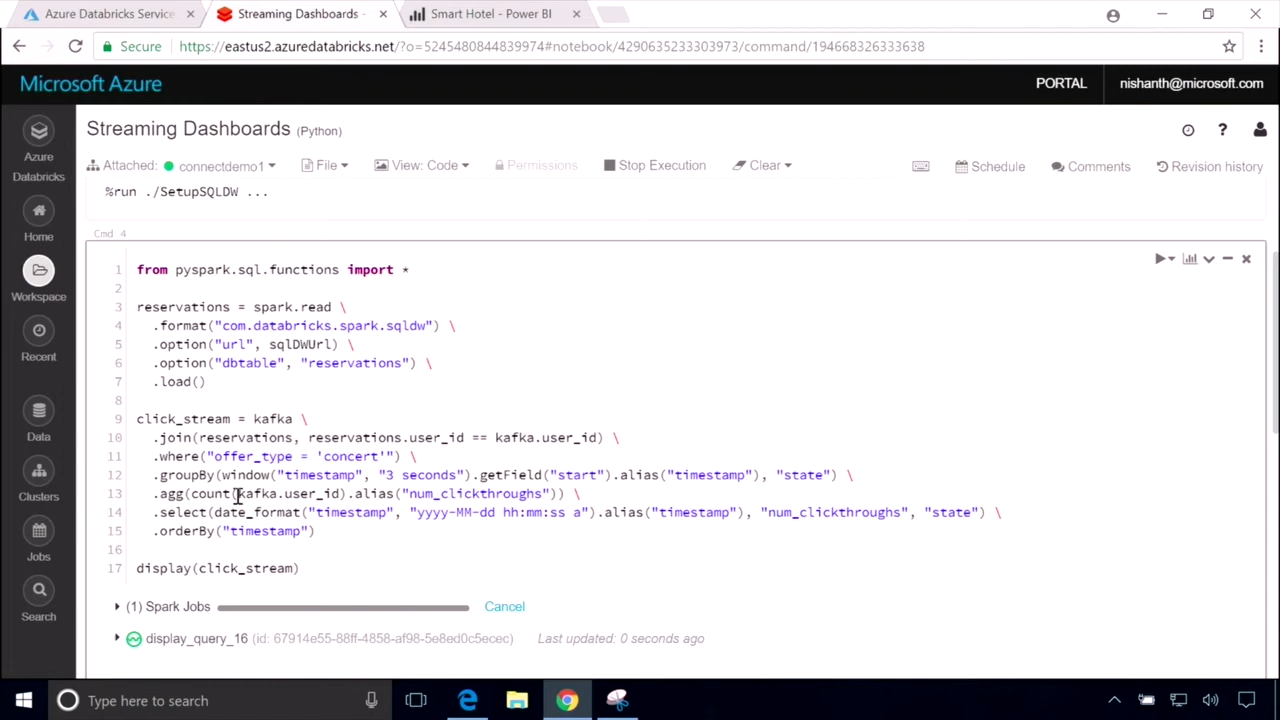 Azure Databricks Service
Streaming Dashboards -
Smart Hotel - Power BI
Secure
https://eastus2.azuredatabricks.net/?o=5245480844839974#notebook/4290635233303973/command/194668326333638
Microsoft Azure
PORTAL
nishanth@microsoft.com
Azure
Databricks
Home
Workspace
Recent
Data
Clusters
Jobs
Search
Streaming Dashboards (Python)
Attached: connectdemo1 File View: Code Permissions Stop Execution Clear Schedule Comments Revision history
%run ./SetupSQLDW ...
Cmd 4
1 from pyspark.sql.functions import *
2
3 reservations = spark.read \
4 .format("com.databricks.spark.sqldw") \
5 .option("url", sqlDWUrl) \
6 .option("dbtable", "reservations") \
7 .load()
8
9 click_stream = kafka \
10 .join(reservations, reservations.user_id == kafka.user_id) \
11 .where("offer_type = 'concert'") \
12 .groupBy(window("timestamp", "3 seconds").getField("start").alias("timestamp"), "state") \
13 .agg(count(kafka.user_id).alias("num_clickthroughs")) \
14 .select(date_format("timestamp", "yyyy-MM-dd hh:mm:ss a").alias("timestamp"), "num_clickthroughs", "state") \
15 .orderBy("timestamp")
16
17 display(click_stream)
(1) Spark Jobs Cancel
display_query_16 (id: 67914e55-88ff-4858-af98-5e8ed0c5ecec) Last updated: 0 seconds ago
Type here to search